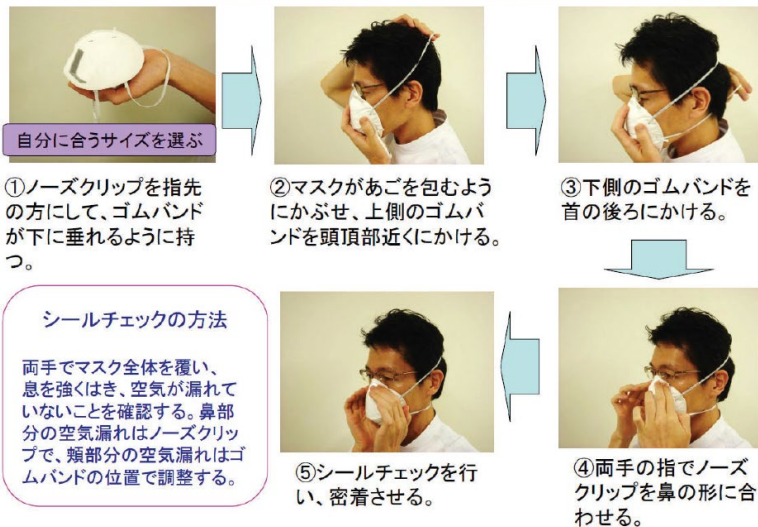 自分に合うサイズを選ぶ
①ノーズクリップを指先
の方にして、ゴムバンド
が下に垂れるように持
つ。
②マスクがあごを包むよう
にかぶせ、上側のゴムバ
ンドを頭頂部近くにかける。
③下側のゴムバンドを
首の後ろにかける。
④両手の指でノーズ
クリップを鼻の形に合
わせる。
⑤シールチェックを行
い、密着させる。
シールチェックの方法
両手でマスク全体を覆い、
息を強くはき、空気が漏れて
いないことを確認する。鼻部
分の空気漏れはノーズクリッ
プで、頬部分の空気漏れはゴ
ムバンドの位置で調整する。